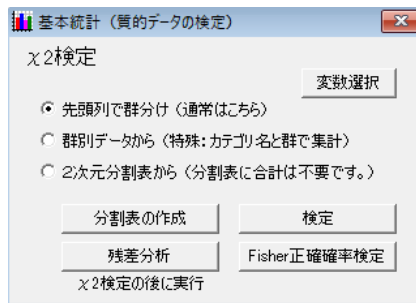 基本統計（質的データの検定）
χ2検定
変数選択
先頭列で群分け（通常はこちら）
群別データから（特殊：カテゴリ名と群で集計）
2次元分割表から（分割表に合計は不要です。）
分割表の作成 検定
残差分析 Fisher正確確率検定
χ2検定の後に実行